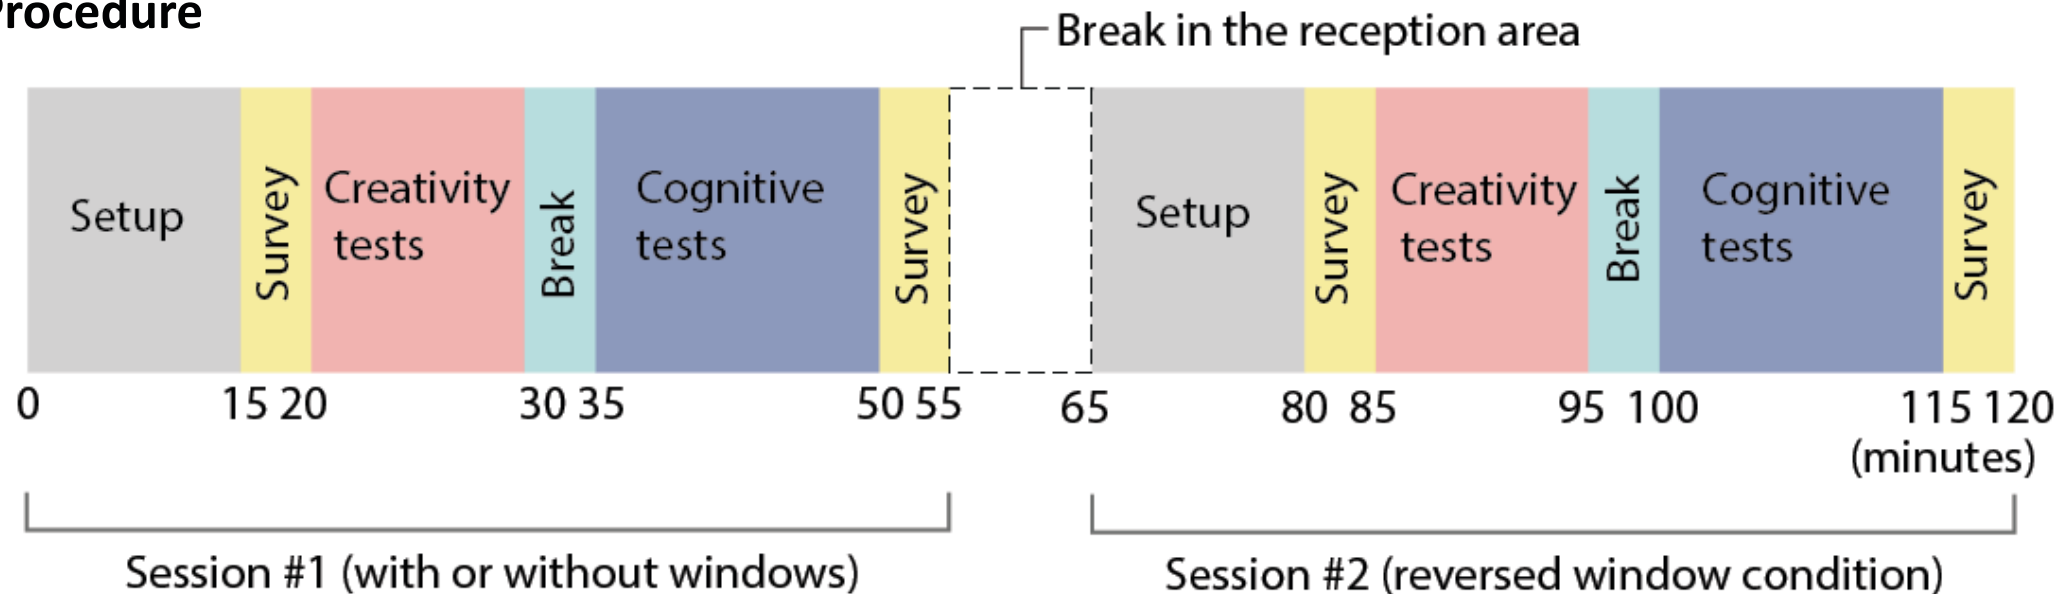 Procedure
Break in the reception area
Setup
Survey
Creativity
tests
Break
Cognitive
tests
Survey
Setup
Survey
Creativity
tests
Break
Cognitive
tests
Survey
0 15 20 30 35 50 55 65 80 85 95 100 115 120
(minutes)
Session #1 (with or without windows)
Session #2 (reversed window condition)